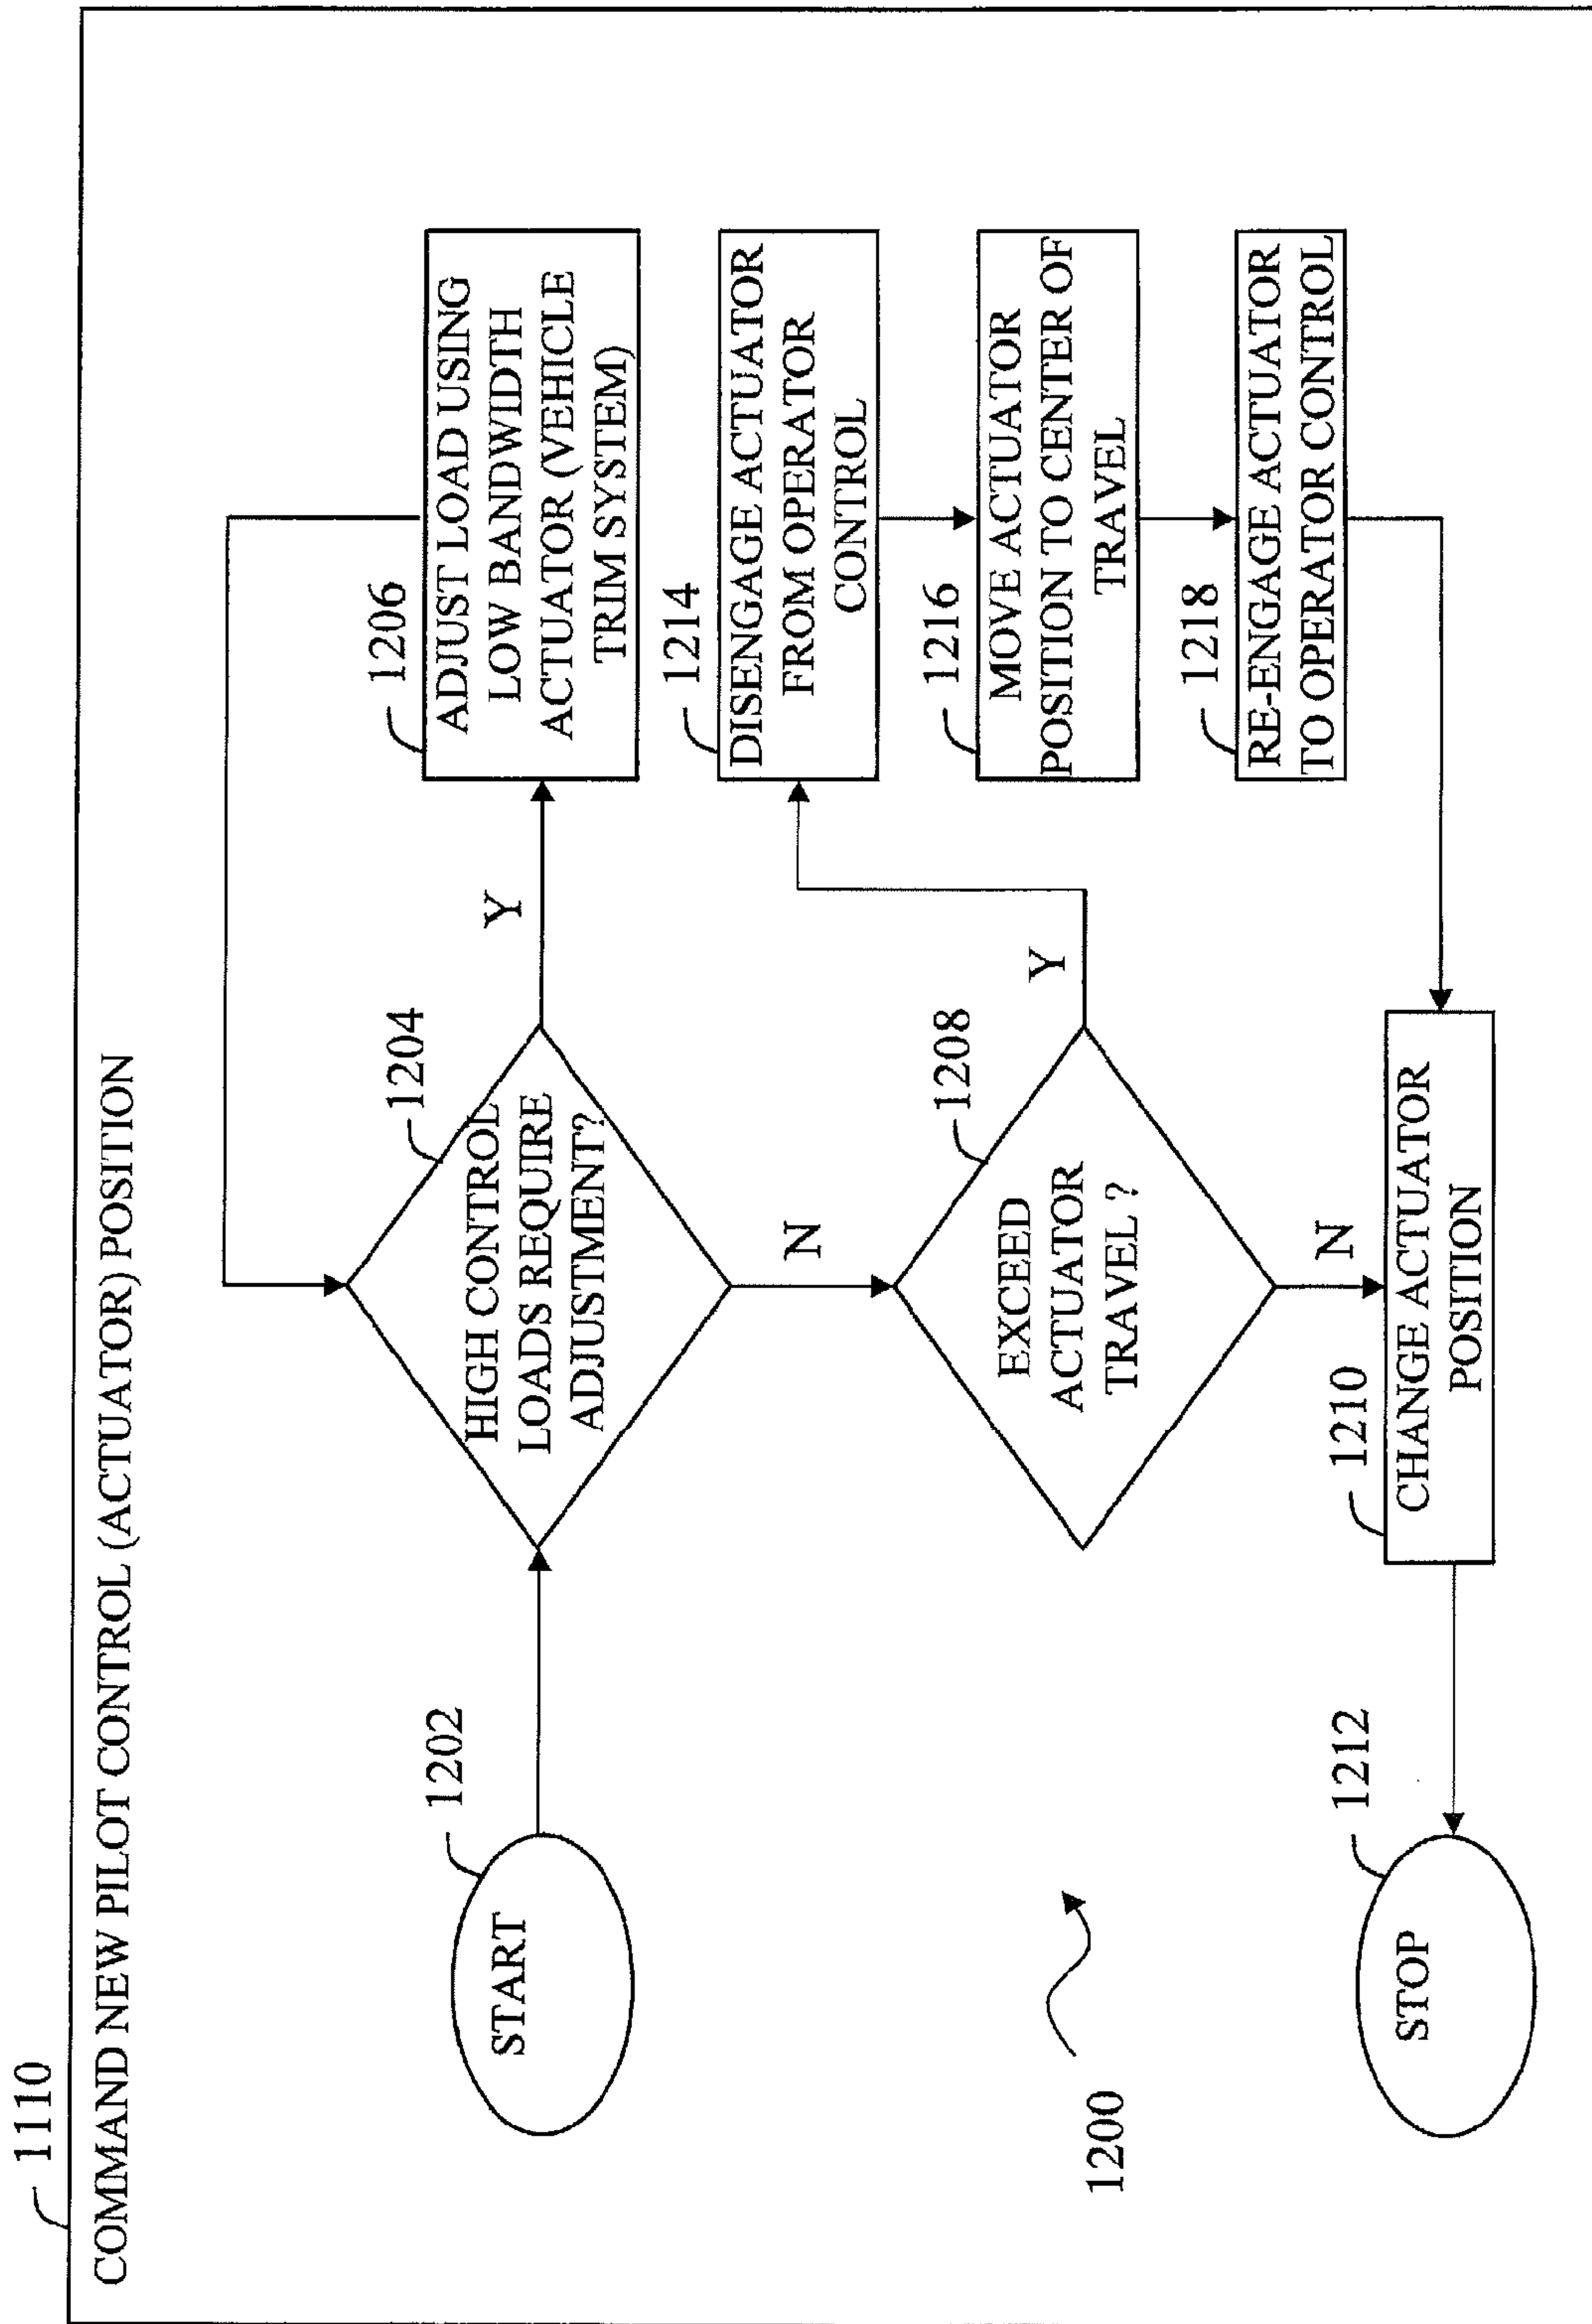 1110
COMMAND NEW PILOT CONTROL (ACTUATOR) POSITION
START
1202
HIGH CONTROL
LOADS REQUIRE
ADJUSTMENT?
1204
Y
1206
ADJUST LOAD USING
LOW BANDWIDTH
ACTUATOR (VEHICLE
TRIM SYSTEM)
N
EXCEED
ACTUATOR
TRAVEL ?
1208
Y
1214
DISENGAGE ACTUATOR
FROM OPERATOR
CONTROL
1216
MOVE ACTUATOR
POSITION TO CENTER OF
TRAVEL
1218
RE-ENGAGE ACTUATOR
TO OPERATOR CONTROL
N
1210
CHANGE ACTUATOR
POSITION
STOP
1212
1200